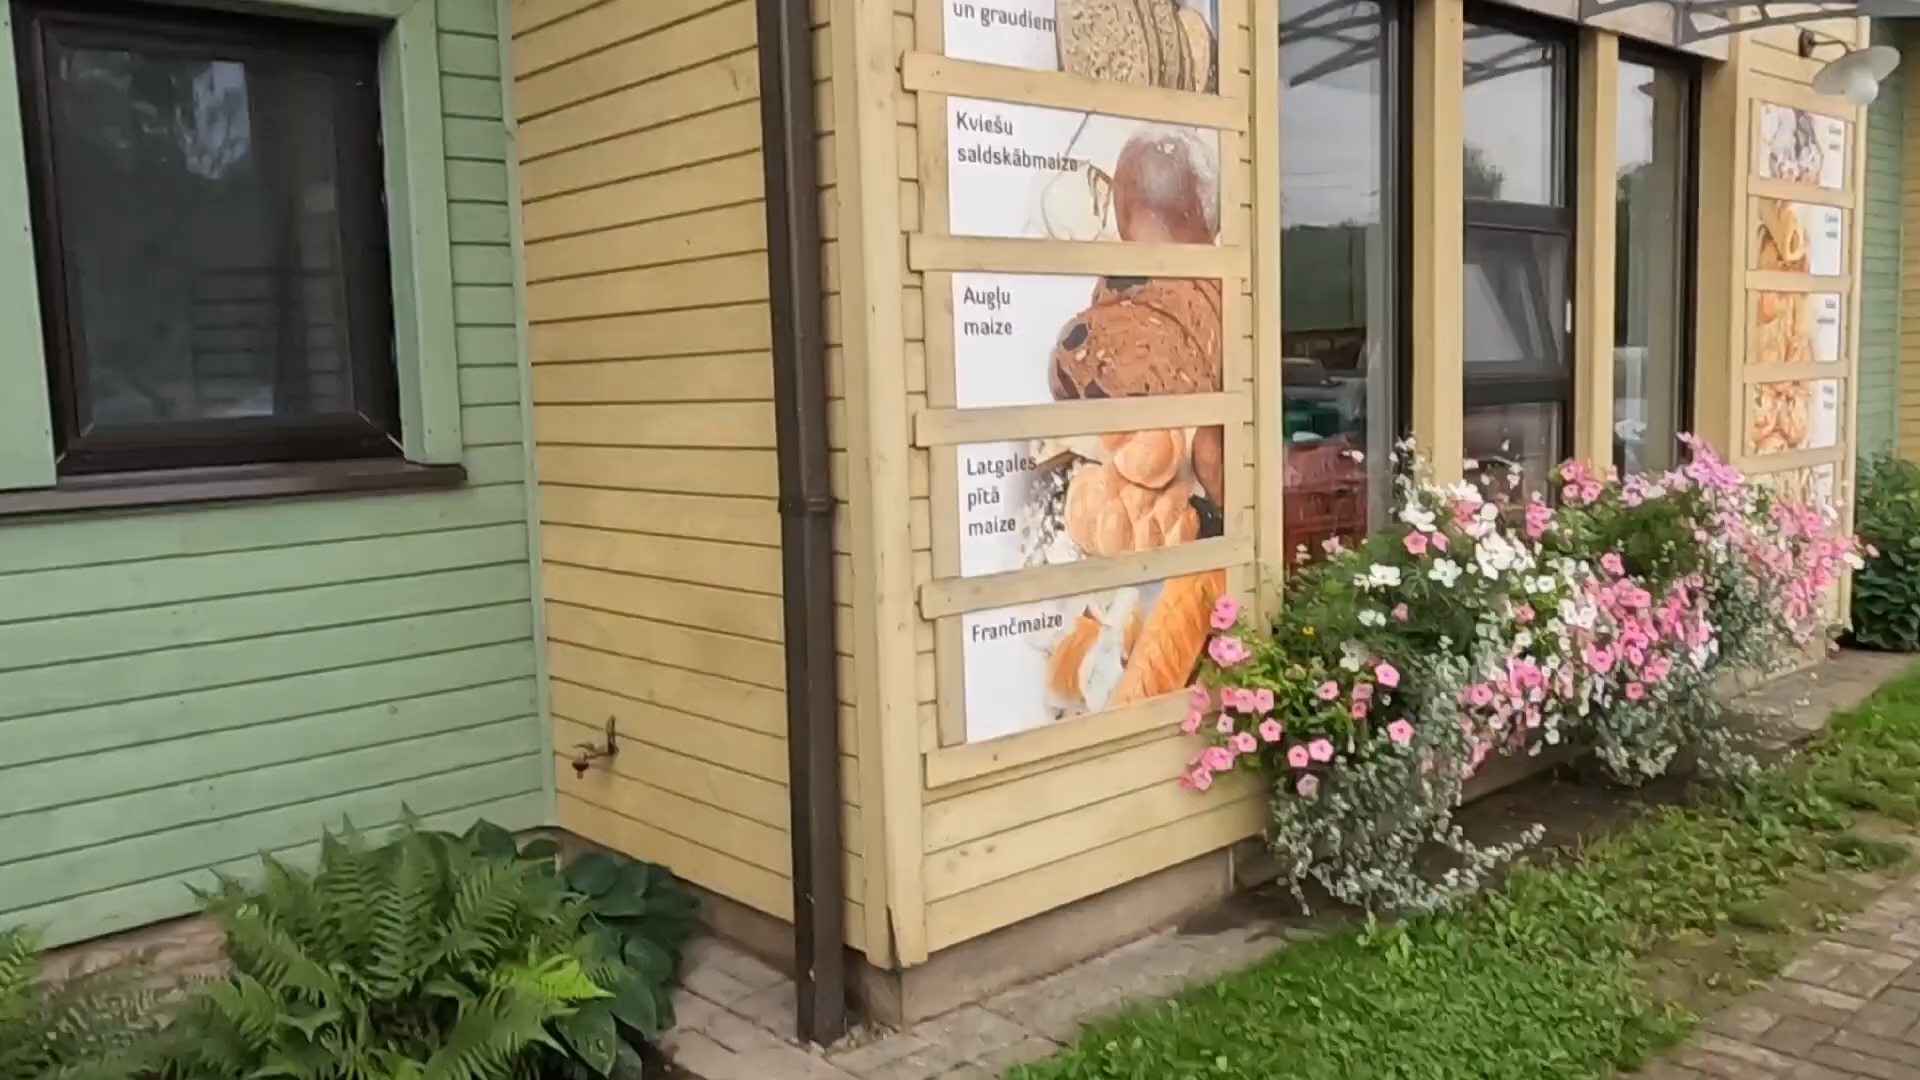 un graudiem
Kviešu
saldskābmaize
Augļu
maize
Latgales
pītā
maize
Frančmaize